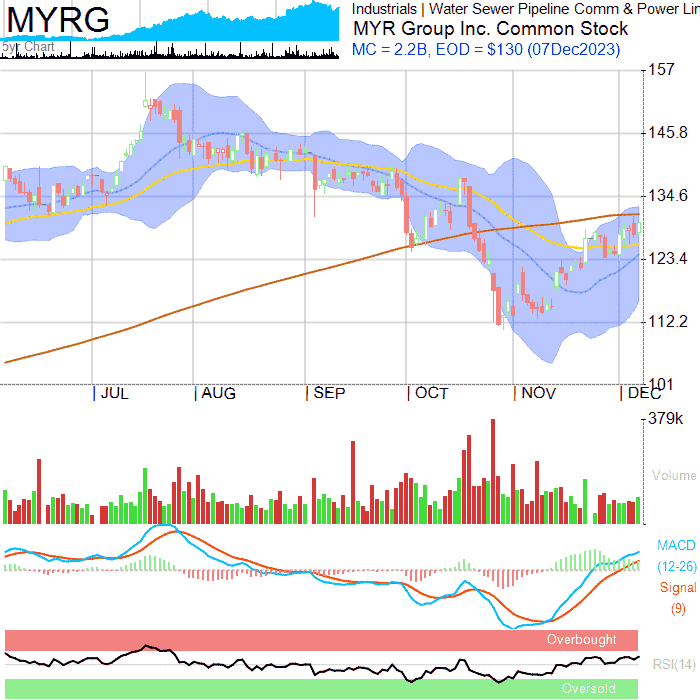 MYRG
5yr Chart
Industrials | Water Sewer Pipeline Comm & Power Lin
MYR Group Inc. Common Stock
MC = 2.2B, EOD = $130 (07Dec2023)
157
145.8
134.6
123.4
112.2
101
JUL AUG SEP OCT NOV DEC
379k
Volume
MACD
(12-26)
Signal
(9)
Overbought
RSI(14)
Oversold